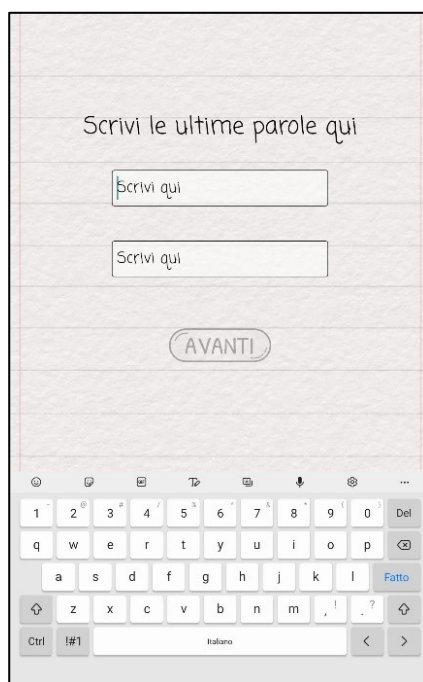 Scrivi le ultime parole qui
Scrivi qui
Scrivi qui
AVANTI
1 - 2 @ 3 # 4 / 5 % 6 ^ 7 & 8 * 9 ( 0 ) Del
q w e r t y u i o p
a s d f g h j k l Fatto
z x c v b n m , ! . ?
Ctrl !#1 Italiano < >